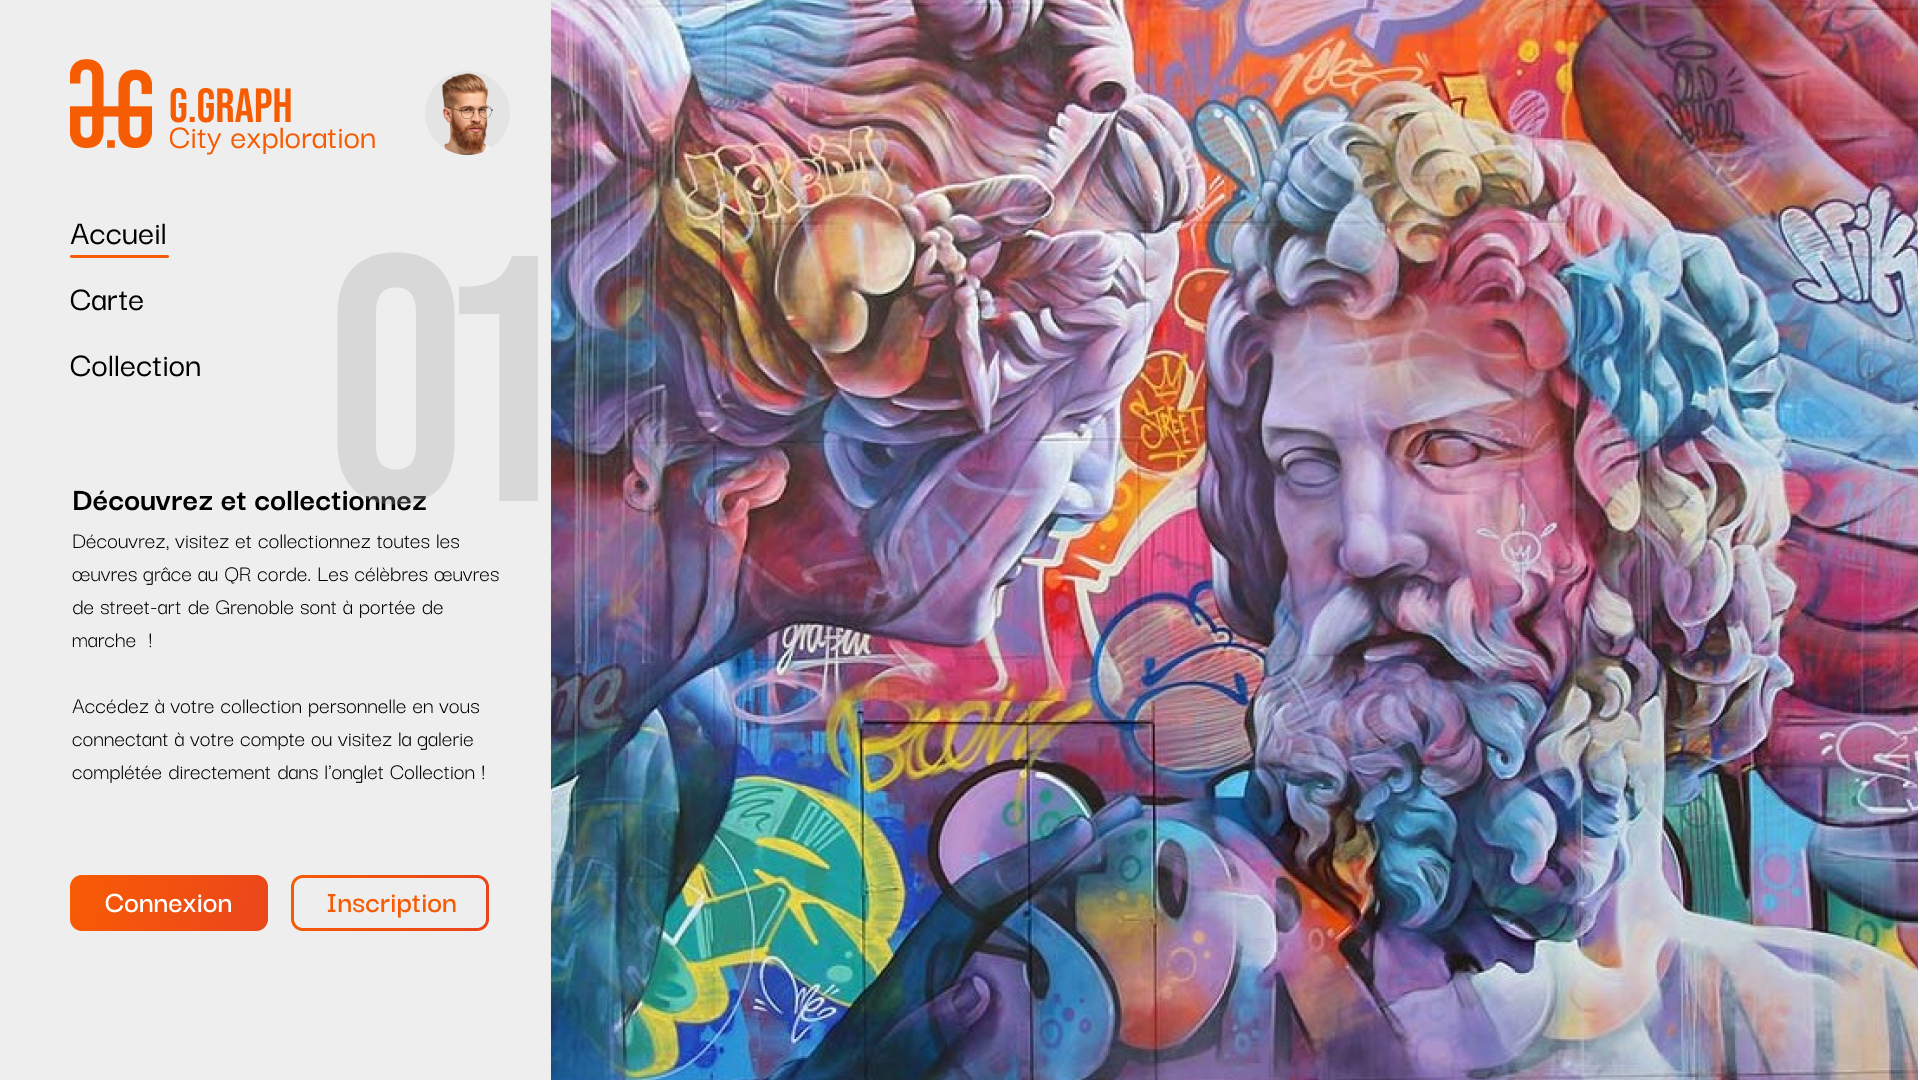 G.GRAPH
City exploration
Accueil
Carte
Collection
01
Découvrez et collectionnez
Découvrez, visitez et collectionnez toutes les
œuvres grâce au QR corde. Les célèbres œuvres
de street-art de Grenoble sont à portée de
marche  !
Accédez à votre collection personnelle en vous
connectant à votre compte ou visitez la galerie
complétée directement dans l'onglet Collection !
Connexion
Inscription
STREET
graffiti